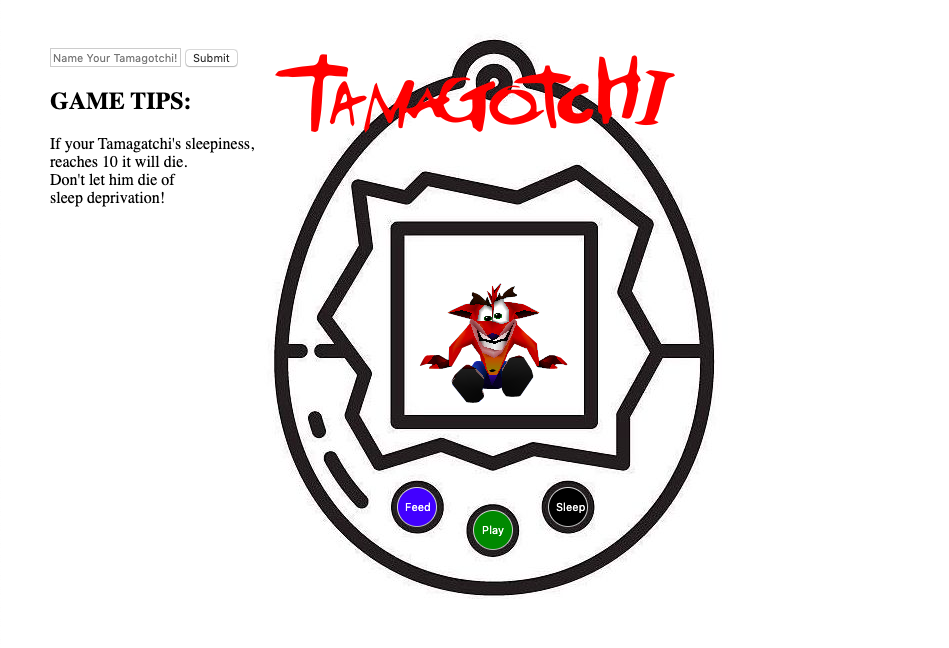 Name Your Tamagotchi! Submit
TAMAGOTCHI
GAME TIPS:
If your Tamagatchi's sleepiness,
reaches 10 it will die.
Don't let him die of
sleep deprivation!
Feed
Play
Sleep